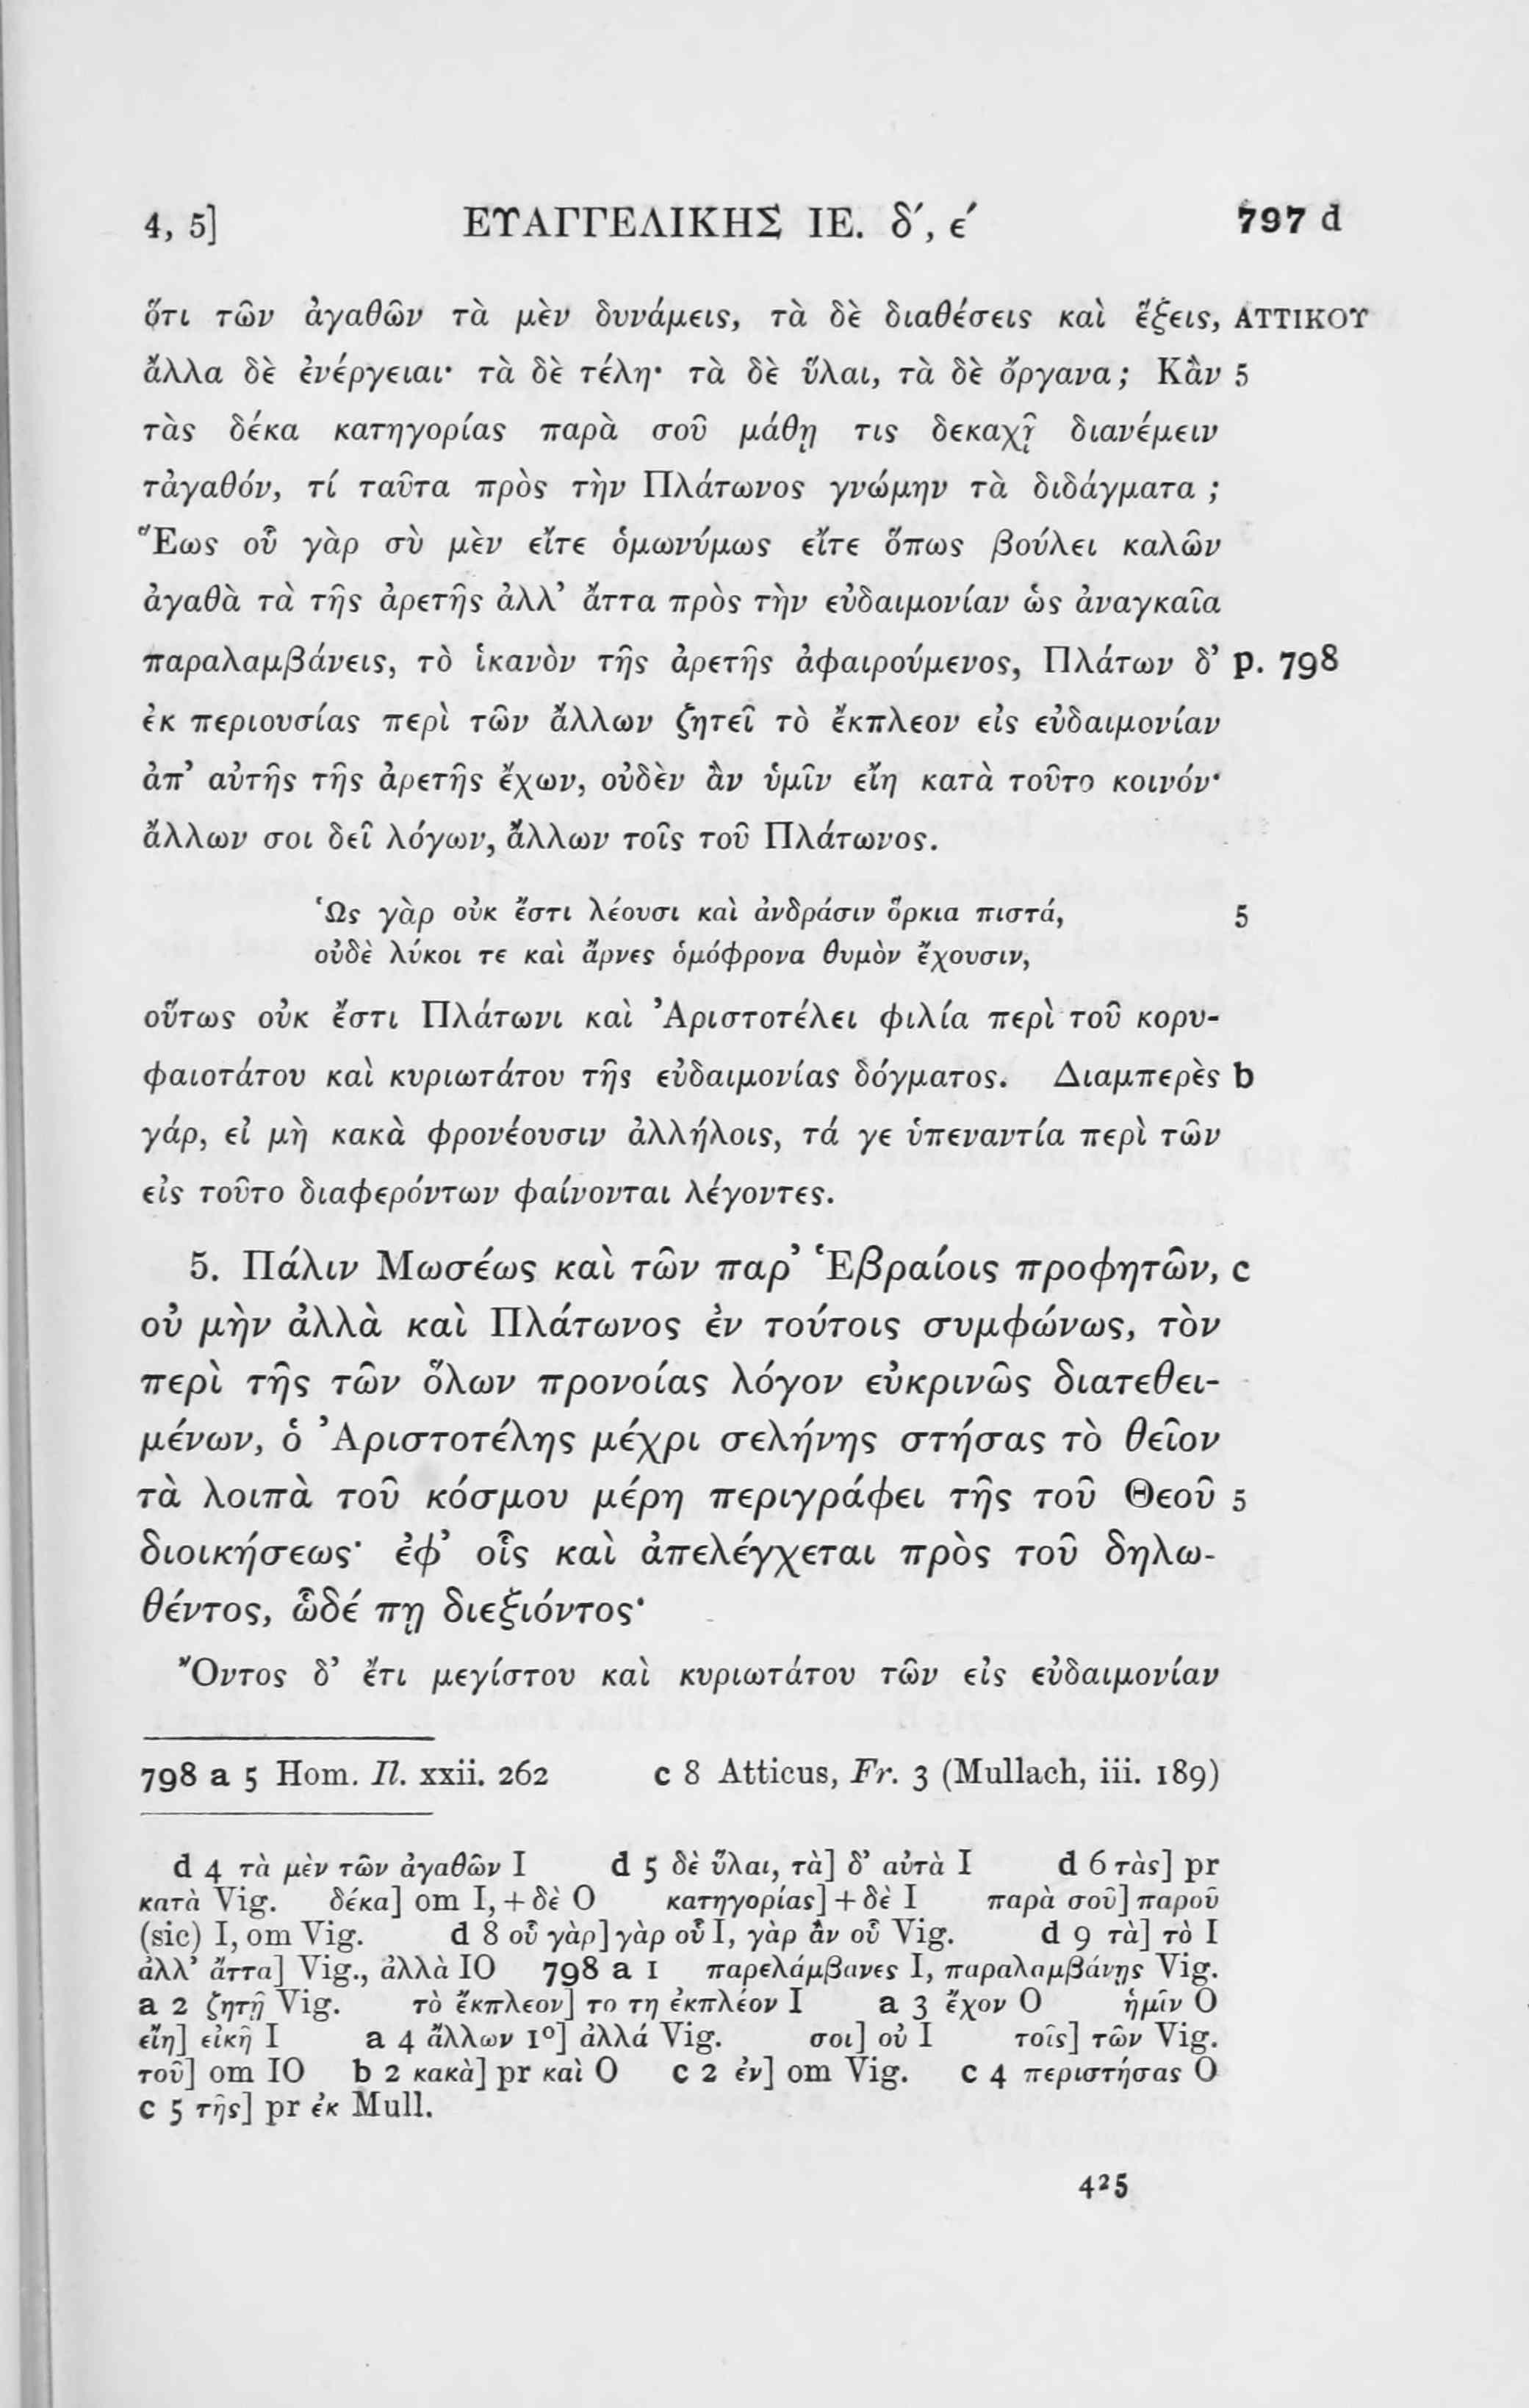 4, 5] ΕΥΑΓΓΕΛΙΚΗΣ ΙΕ. δ´, ε´ 797 d
ὅτι τῶν ἀγαθῶν τὰ μὲν δυνάμεις, τὰ δὲ διαθέσεις καὶ ἕξεις, ΑΤΤΙΚΟΥ
ἄλλα δὲ ἐνέργειαι· τὰ δὲ τέλη· τὰ δὲ ὕλαι, τὰ δὲ ὄργανα; Κἂν 5
τὰς δέκα κατηγορίας παρὰ σοῦ μάθῃ τις δεκαχῇ διανέμειν
τἀγαθόν, τί ταῦτα πρὸς τὴν Πλάτωνος γνώμην τὰ διδάγματα;
Ἕως οὗ γὰρ σὺ μὲν εἴτε ὁμωνύμως εἴτε ὅπως βούλει καλῶν
ἀγαθὰ τὰ τῆς ἀρετῆς ἀλλ’ ἄττα πρὸς τὴν εὐδαιμονίαν ὡς ἀναγκαῖα
παραλαμβάνεις, τὸ ἱκανὸν τῆς ἀρετῆς ἀφαιρούμενος, Πλάτων δ’ p. 798
ἐκ περιουσίας περὶ τῶν ἄλλων ζητεῖ τὸ ἔκπλεον εἰς εὐδαιμονίαν
ἀπ’ αὐτῆς τῆς ἀρετῆς ἔχων, οὐδὲν ἂν ὑμῖν εἴη κατὰ τοῦτο κοινόν·
ἄλλων σοι δεῖ λόγων, ἄλλων τοῖς τοῦ Πλάτωνος.
Ὡς γὰρ οὐκ ἔστι λέουσι καὶ ἀνδράσιν ὅρκια πιστά, 5
οὐδὲ λύκοι τε καὶ ἄρνες ὁμόφρονα θυμὸν ἔχουσιν,
οὕτως οὐκ ἔστι Πλάτωνι καὶ Ἀριστοτέλει φιλία περὶ τοῦ κορυ-
φαιοτάτου καὶ κυριωτάτου τῆς εὐδαιμονίας δόγματος. Διαμπερὲς b
γάρ, εἰ μὴ κακὰ φρονέουσιν ἀλλήλοις, τά γε ὑπεναντία περὶ τῶν
εἰς τοῦτο διαφερόντων φαίνονται λέγοντες.
5. Πάλιν Μωσέως καὶ τῶν παρ’ Ἑβραίοις προφητῶν, c
οὐ μὴν ἀλλὰ καὶ Πλάτωνος ἐν τούτοις συμφώνως, τὸν
περὶ τῆς τῶν ὅλων προνοίας λόγον εὐκρινῶς διατεθει-
μένων, ὁ Ἀριστοτέλης μέχρι σελήνης στήσας τὸ θεῖον
τὰ λοιπὰ τοῦ κόσμου μέρη περιγράφει τῆς τοῦ Θεοῦ 5
διοικήσεως· ἐφ’ οἷς καὶ ἀπελέγχεται πρὸς τοῦ δηλω-
θέντος, ὧδέ πῃ διεξιόντος·
Ὄντος δ’ ἔτι μεγίστου καὶ κυριωτάτου τῶν εἰς εὐδαιμονίαν
798 a 5 Hom. Il. xxii. 262 c 8 Atticus, Fr. 3 (Mullach, iii. 189)
d 4 τὰ μὲν τῶν ἀγαθῶν I d 5 δὲ ὕλαι, τὰ] δ’ αὐτὰ I d 6 τὰς] pr
κατὰ Vig. δέκα] om I, + δὲ O κατηγορίας] + δὲ I παρὰ σοῦ] παροῦ
(sic) I, om Vig. d 8 οὗ γὰρ] γὰρ οὗ I, γὰρ ἂν οὗ Vig. d 9 τὰ] τὸ I
ἀλλ’ ἄττα] Vig., ἀλλὰ IO 798 a 1 παρελάμβανες I, παραλαμβάνῃς Vig.
a 2 ζητῇ Vig. τὸ ἔκπλεον] το τη ἐκπλέον I a 3 ἔχον O ἡμῖν O
εἴη] εἰκῆ I a 4 ἄλλων 1º] ἀλλά Vig. σοι] οὐ I τοῖς] τῶν Vig.
τοῦ] om IO b 2 κακὰ] pr καὶ O c 2 ἐν] om Vig. c 4 περιστήσας O
c 5 τῆς] pr ἐκ Mull.
425